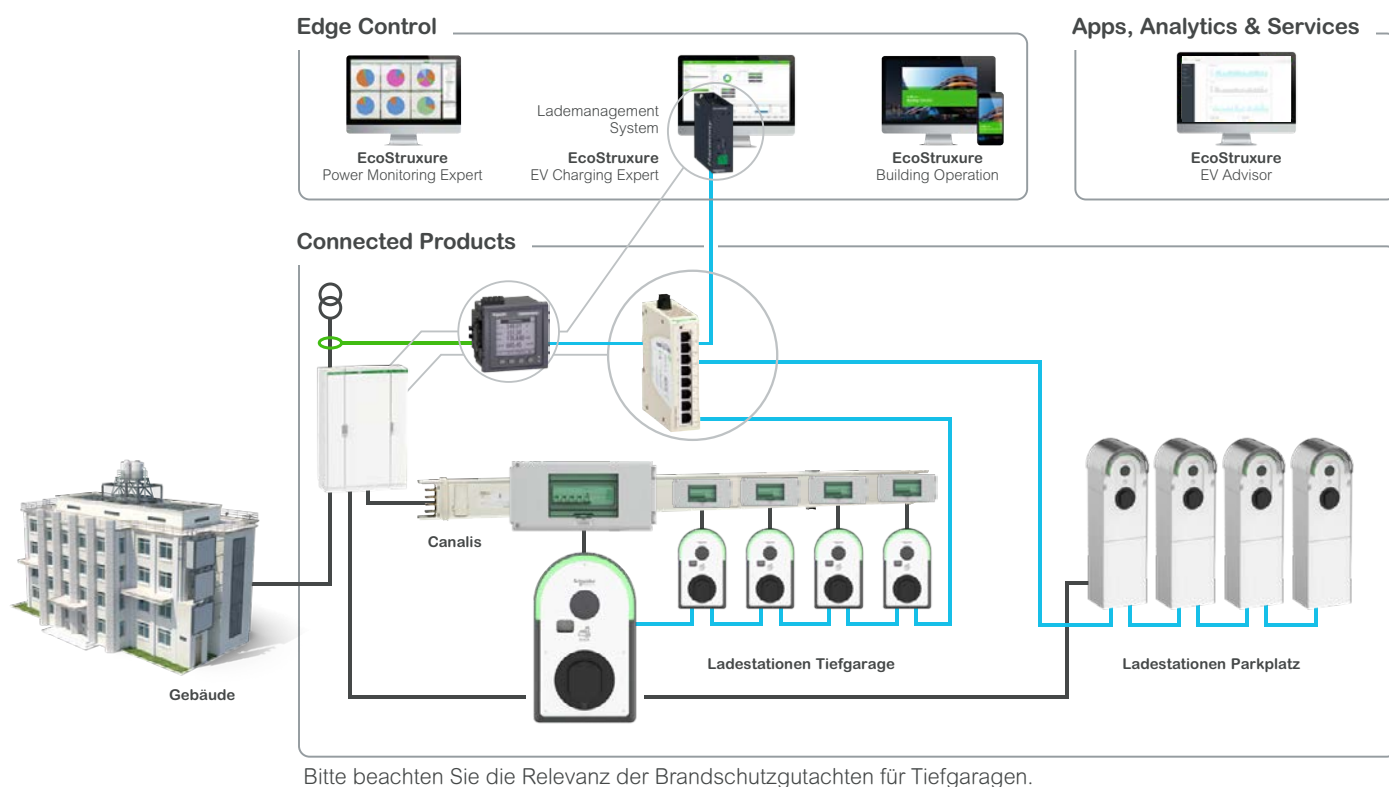 Edge Control
Apps, Analytics & Services
Lademanagement
System
EcoStruxure
Power Monitoring Expert
EcoStruxure
EV Charging Expert
EcoStruxure
Building Operation
EcoStruxure
EV Advisor
Connected Products
Canalis
Schneider
Ladestationen Tiefgarage
Ladestationen Parkplatz
Gebäude
Bitte beachten Sie die Relevanz der Brandschutzgutachten für Tiefgaragen.